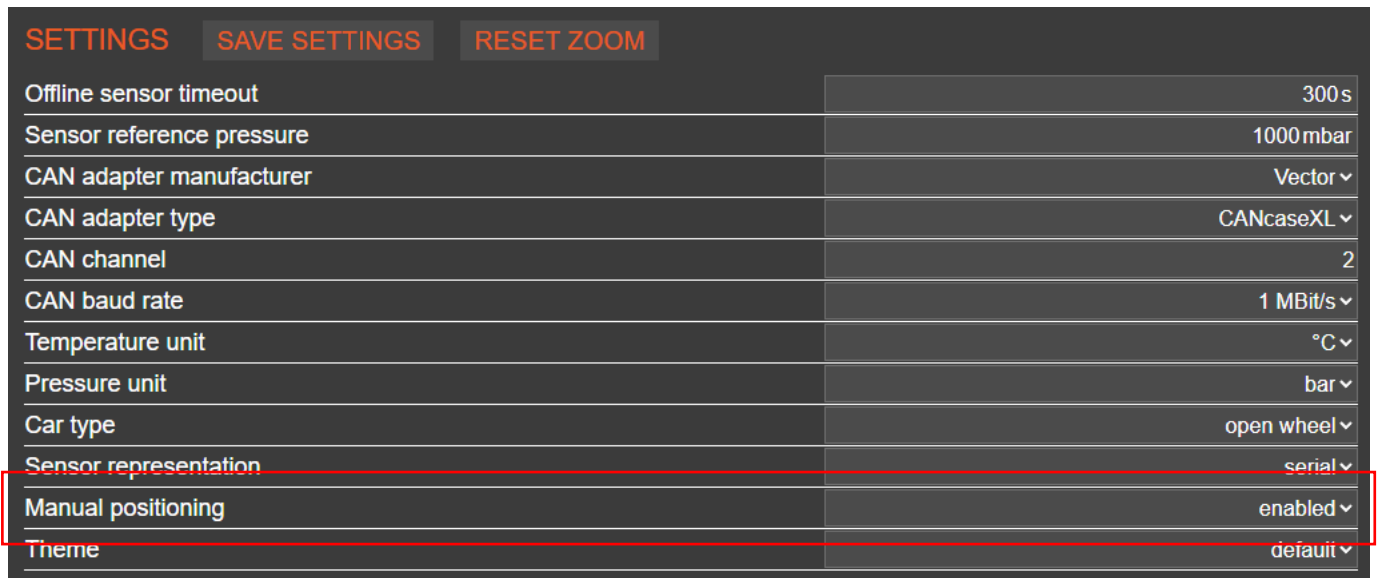 SETTINGS SAVE SETTINGS RESET ZOOM
Offline sensor timeout 300 s
Sensor reference pressure 1000 mbar
CAN adapter manufacturer Vector
CAN adapter type CANcaseXL
CAN channel 2
CAN baud rate 1 MBit/s
Temperature unit °C
Pressure unit bar
Car type open wheel
Sensor representation serial
Manual positioning enabled
Theme default